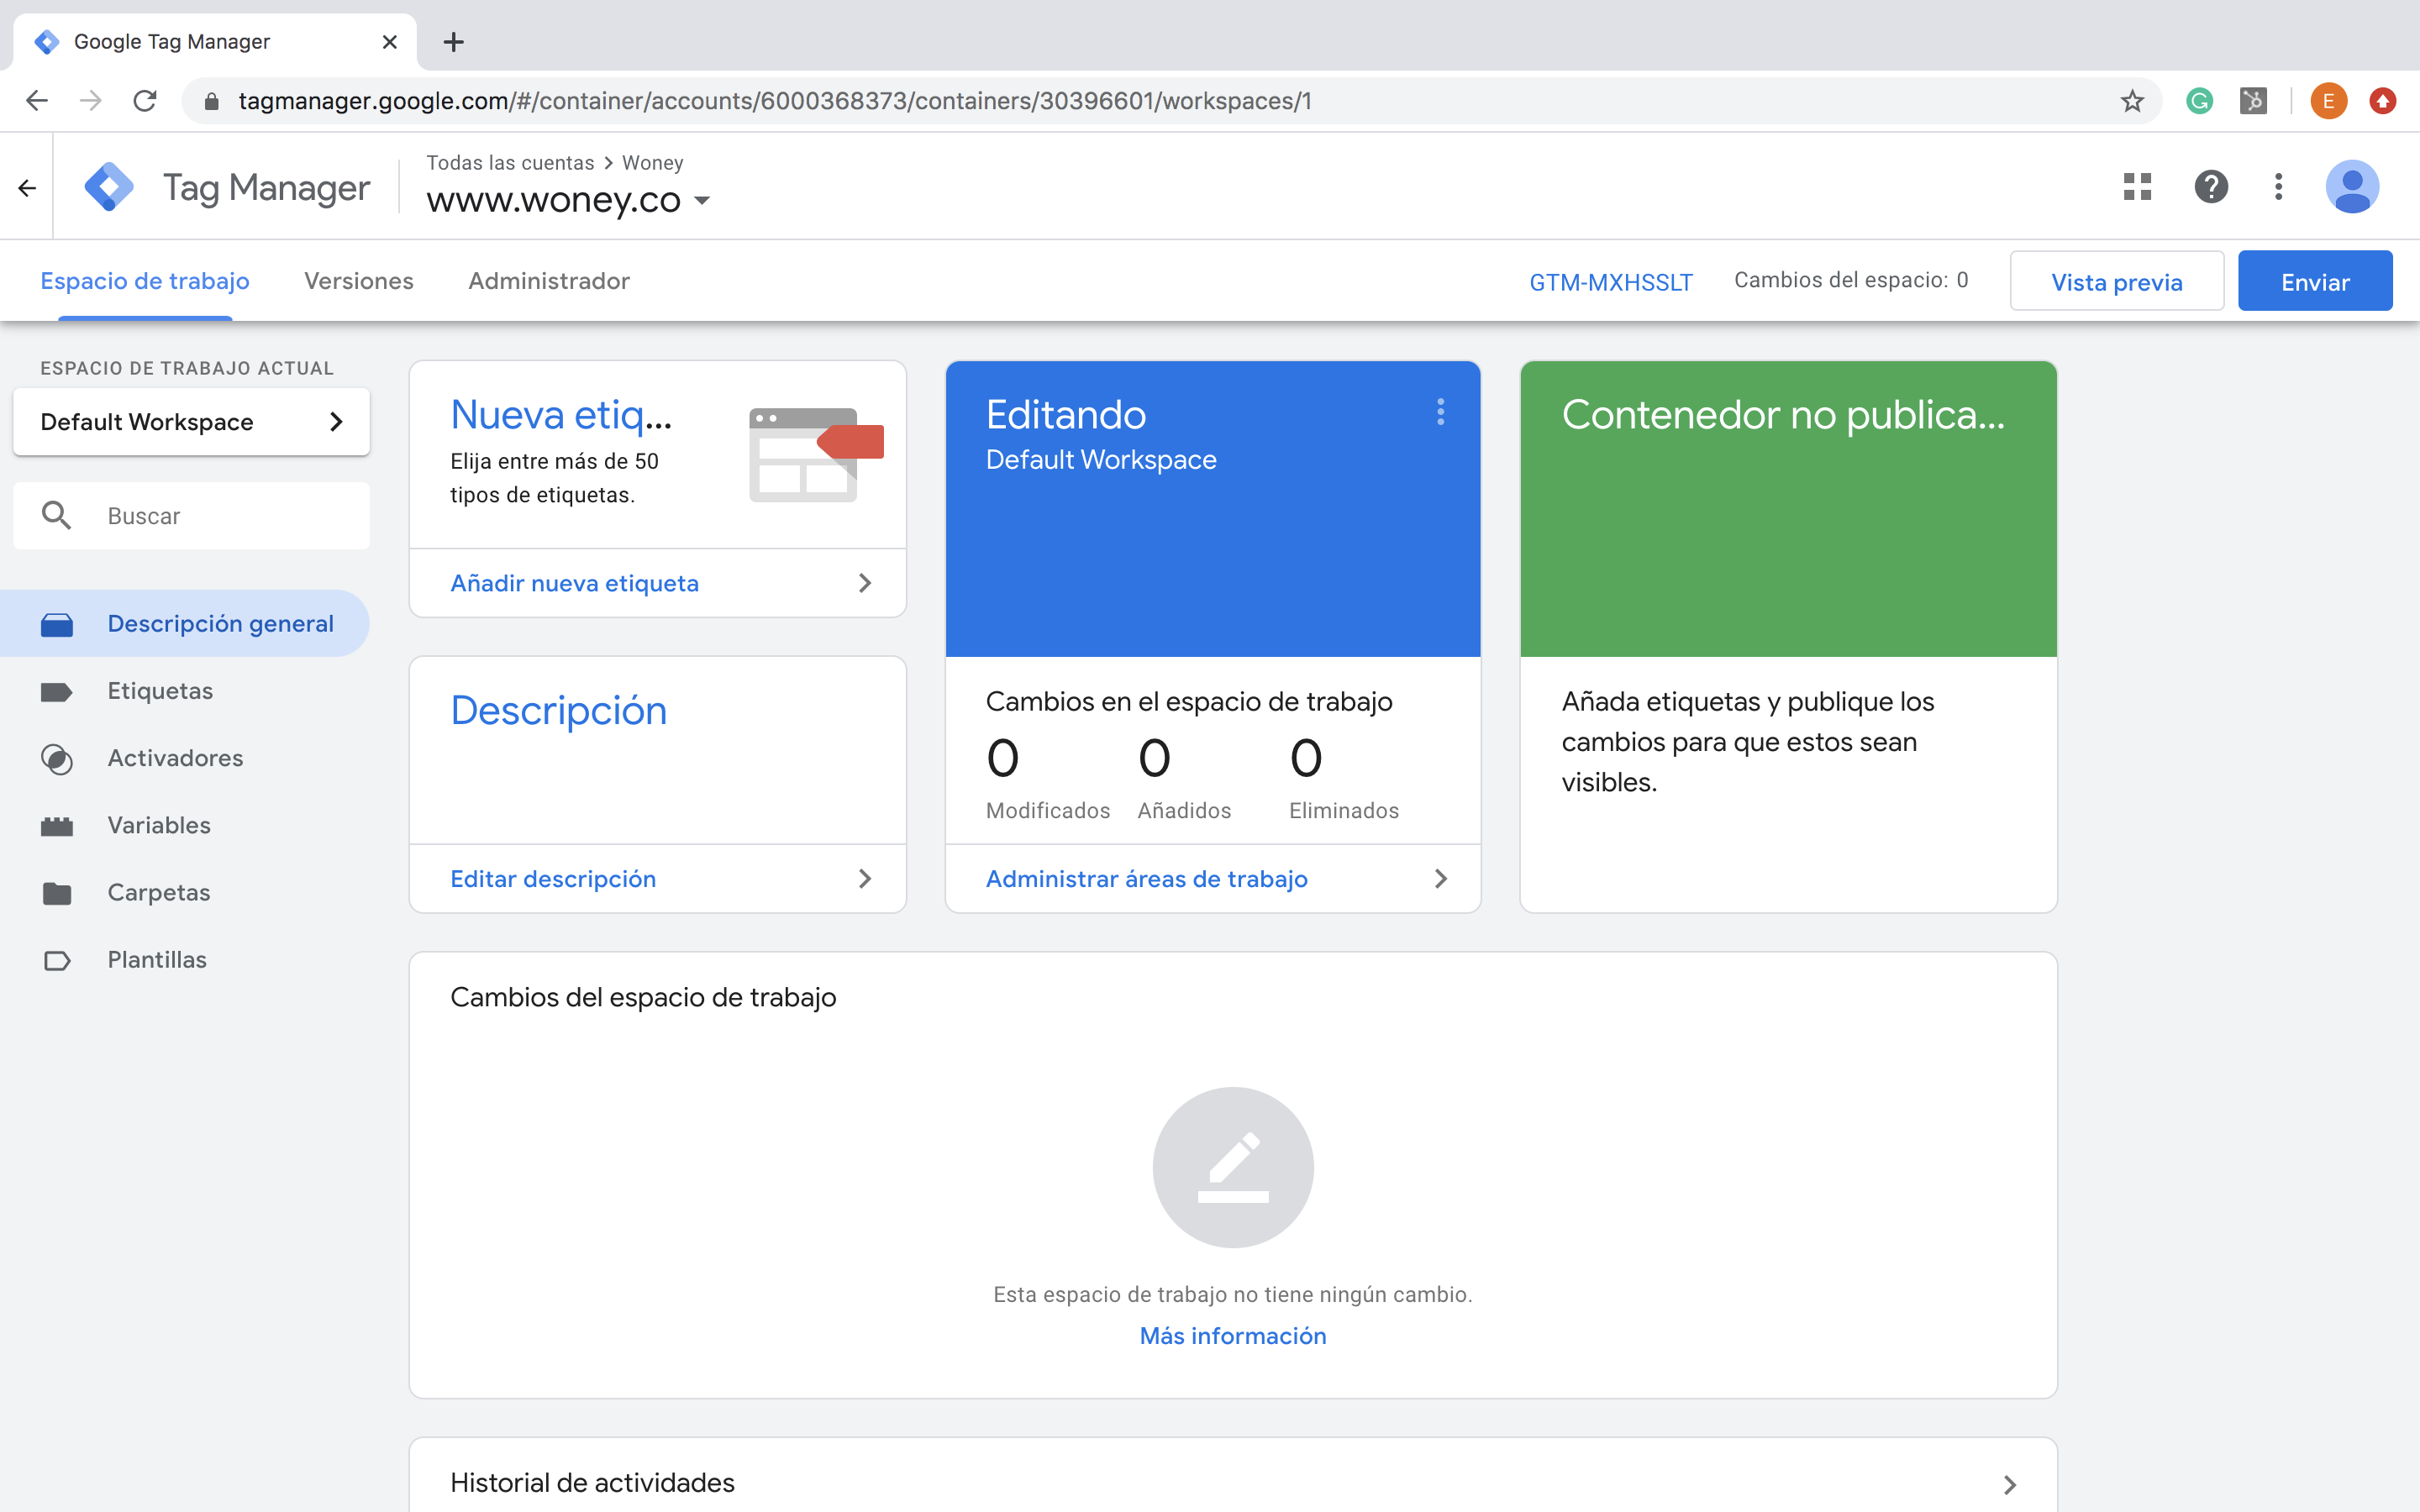 Google Tag Manager
tagmanager.google.com/#/container/accounts/6000368373/containers/30396601/workspaces/1
E
Tag Manager
Todas las cuentas > Woney
www.woney.co
Espacio de trabajo
Versiones
Administrador
GTM-MXHSSLT
Cambios del espacio: 0
Vista previa
Enviar
ESPACIO DE TRABAJO ACTUAL
Default Workspace
Buscar
Descripción general
Etiquetas
Activadores
Variables
Carpetas
Plantillas
Nueva etiq...
Elija entre más de 50
tipos de etiquetas.
Añadir nueva etiqueta
Descripción
Editar descripción
Editando
Default Workspace
Cambios en el espacio de trabajo
0 0 0
Modificados Añadidos Eliminados
Administrar áreas de trabajo
Contenedor no publica...
Añada etiquetas y publique los
cambios para que estos sean
visibles.
Cambios del espacio de trabajo
Esta espacio de trabajo no tiene ningún cambio.
Más información
Historial de actividades